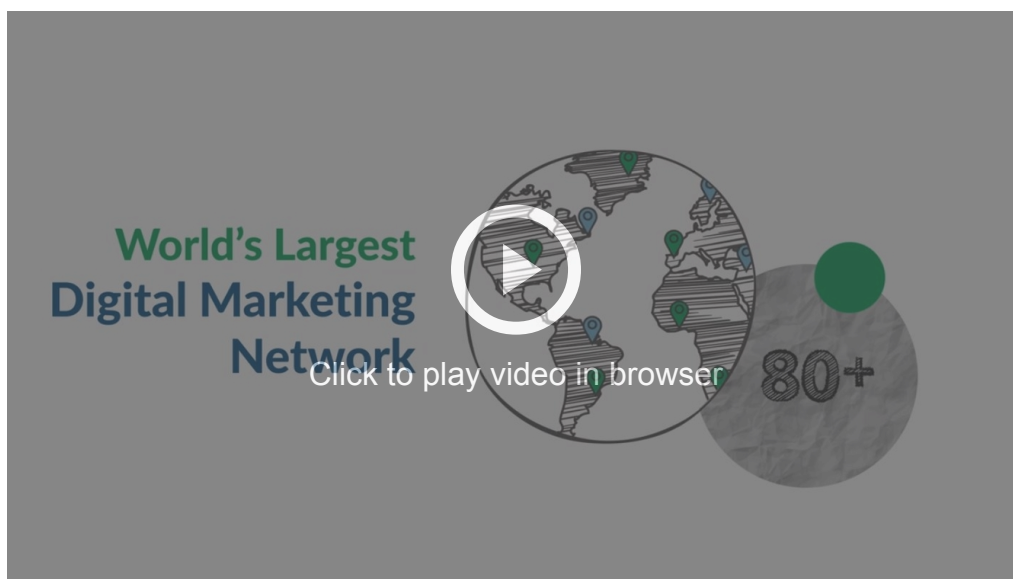 World's Largest
Digital Marketing
Network
Click to play video in browser
80+